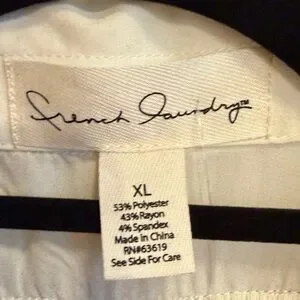 French Laundry™
XL
53% Polyester
43% Rayon
4% Spandex
Made in China
RN#63619
See Side For Care